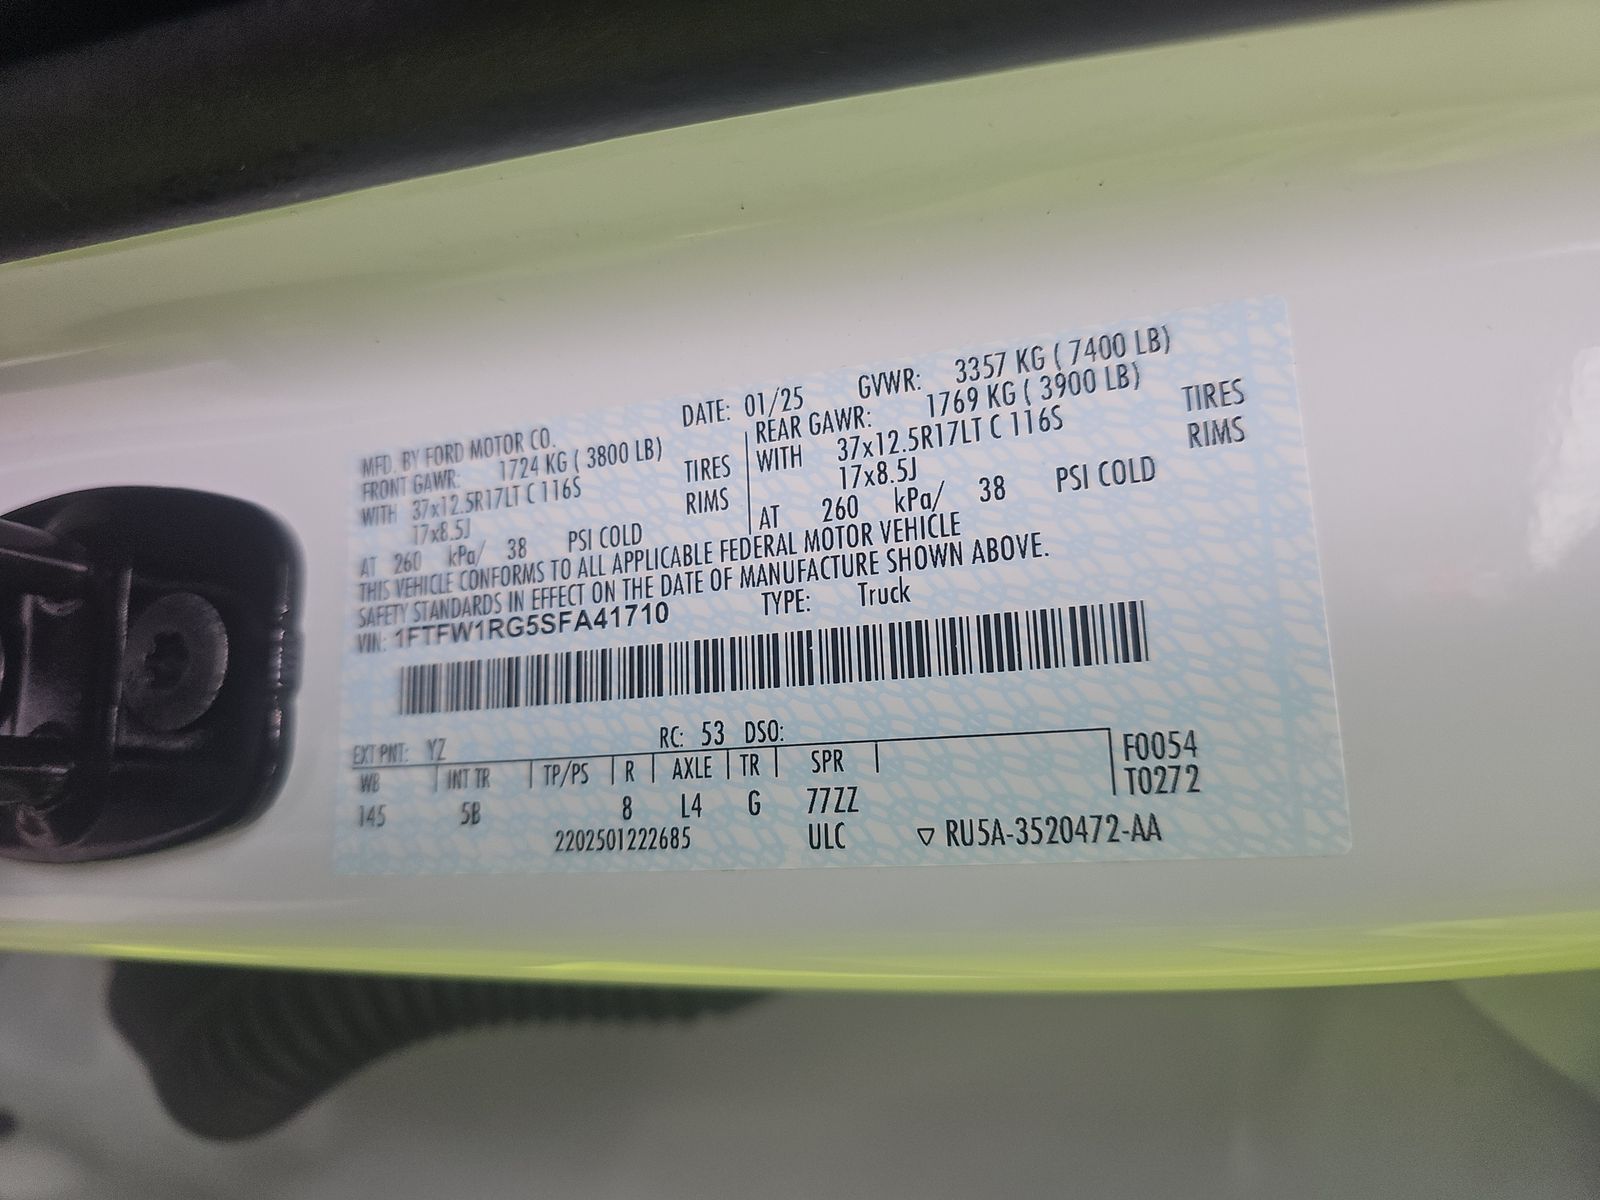 MFD. BY FORD MOTOR CO. DATE: 01/25 GVWR: 3357 KG ( 7400 LB)
FRONT GAWR: 1724 KG ( 3800 LB)
WITH 37x12.5R17LT C 116S TIRES
17x8.5J RIMS
AT 260 kPa/ 38 PSI COLD
REAR GAWR: 1769 KG ( 3900 LB)
WITH 37x12.5R17LT C 116S TIRES
17x8.5J RIMS
AT 260 kPa/ 38 PSI COLD
THIS VEHICLE CONFORMS TO ALL APPLICABLE FEDERAL MOTOR VEHICLE
SAFETY STANDARDS IN EFFECT ON THE DATE OF MANUFACTURE SHOWN ABOVE.
VIN: 1FTFW1RG5SFA41710 TYPE: Truck
EXT PNT: YZ RC: 53 DSO:
WB INT TR TP/PS R AXLE TR SPR F0054
145 5B 8 L4 G 77ZZ T0272
2202501222685 ULC ▽ RU5A-3520472-AA